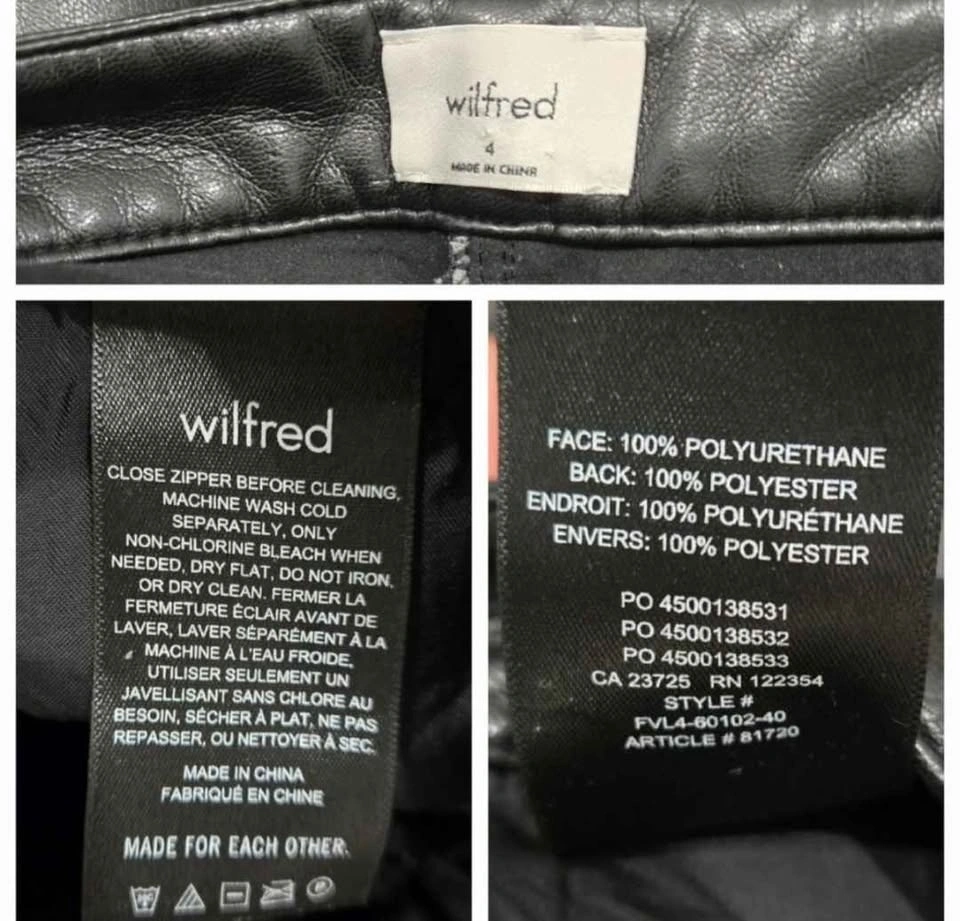 wilfred
4
MADE IN CHINA
wilfred
CLOSE ZIPPER BEFORE CLEANING.
MACHINE WASH COLD
SEPARATELY, ONLY
NON-CHLORINE BLEACH WHEN
NEEDED, DRY FLAT, DO NOT IRON,
OR DRY CLEAN. FERMER LA
FERMETURE ÉCLAIR AVANT DE
LAVER, LAVER SÉPARÉMENT À LA
MACHINE À L'EAU FROIDE,
UTILISER SEULEMENT UN
JAVELLISANT SANS CHLORE AU
BESOIN, SÉCHER À PLAT, NE PAS
REPASSER, OU NETTOYER À SEC.
MADE IN CHINA
FABRIQUÉ EN CHINE
MADE FOR EACH OTHER.
FACE: 100% POLYURETHANE
BACK: 100% POLYESTER
ENDROIT: 100% POLYURÉTHANE
ENVERS: 100% POLYESTER
PO 4500138531
PO 4500138532
PO 4500138533
CA 23725 RN 122354
STYLE #
FVL4-60102-40
ARTICLE # 81720